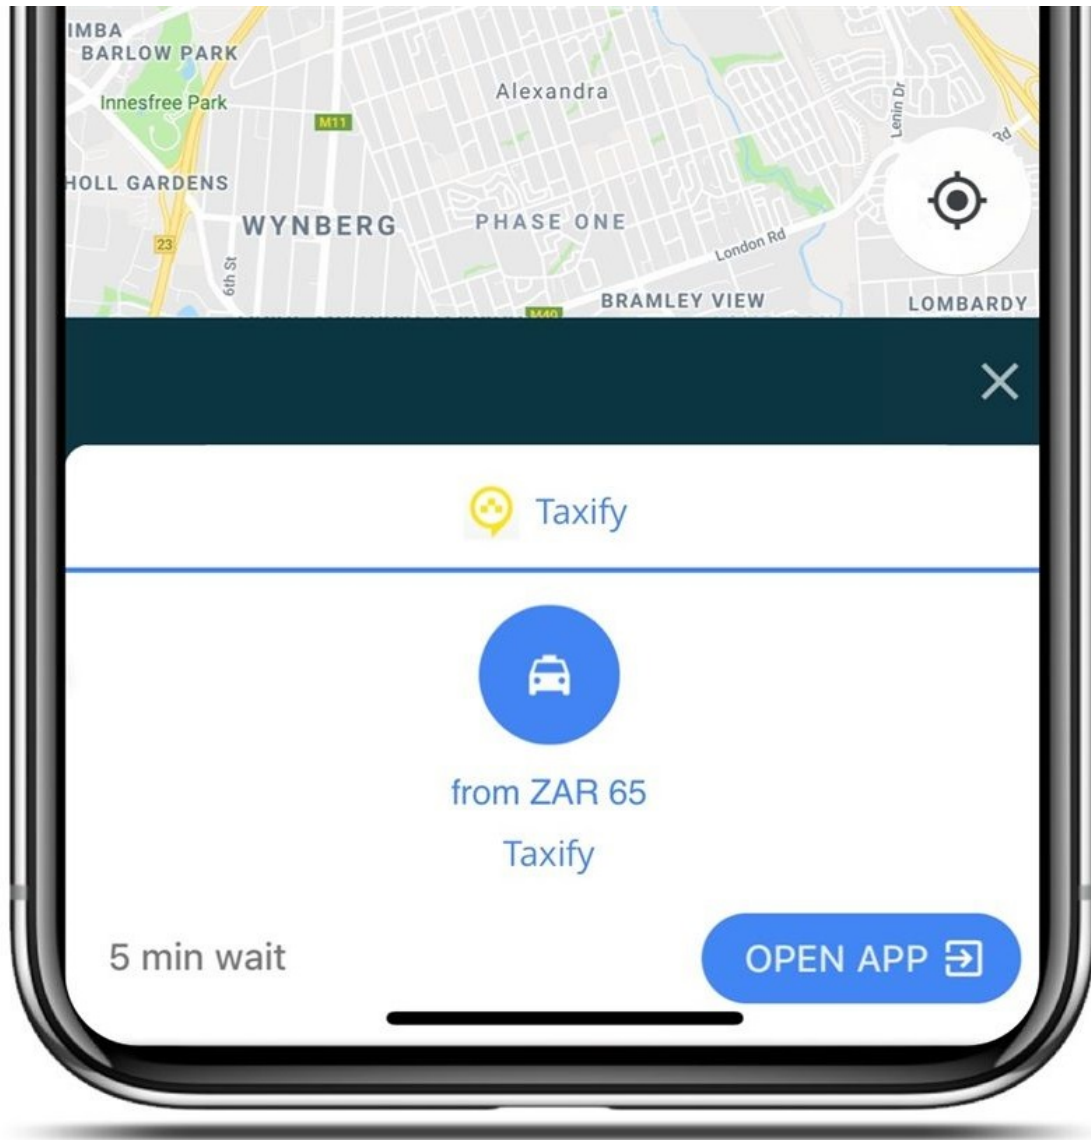 IMBA
BARLOW PARK
Innesfree Park
Alexandra
M11
Lenin Dr
Rd
HOLL GARDENS
WYNBERG
PHASE ONE
23
London Rd
6th St
BRAMLEY VIEW
LOMBARDY
M40
Taxify
from ZAR 65
Taxify
5 min wait
OPEN APP